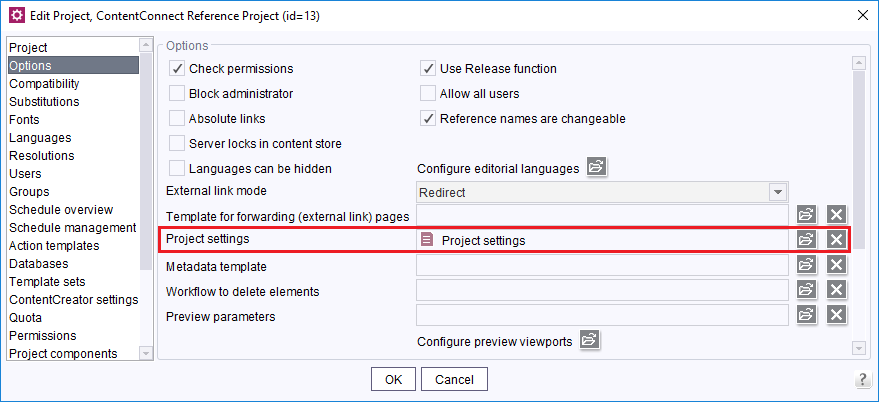 Edit Project, ContentConnect Reference Project (id=13)
Project
Options
Compatibility
Substitutions
Fonts
Languages
Resolutions
Users
Groups
Schedule overview
Schedule management
Action templates
Databases
Template sets
ContentCreator settings
Quota
Permissions
Project components
Options
Check permissions
Use Release function
Block administrator
Allow all users
Absolute links
Reference names are changeable
Server locks in content store
Languages can be hidden
Configure editorial languages
External link mode
Redirect
Template for forwarding (external link) pages
Project settings
Project settings
Metadata template
Workflow to delete elements
Preview parameters
Configure preview viewports
OK
Cancel
?